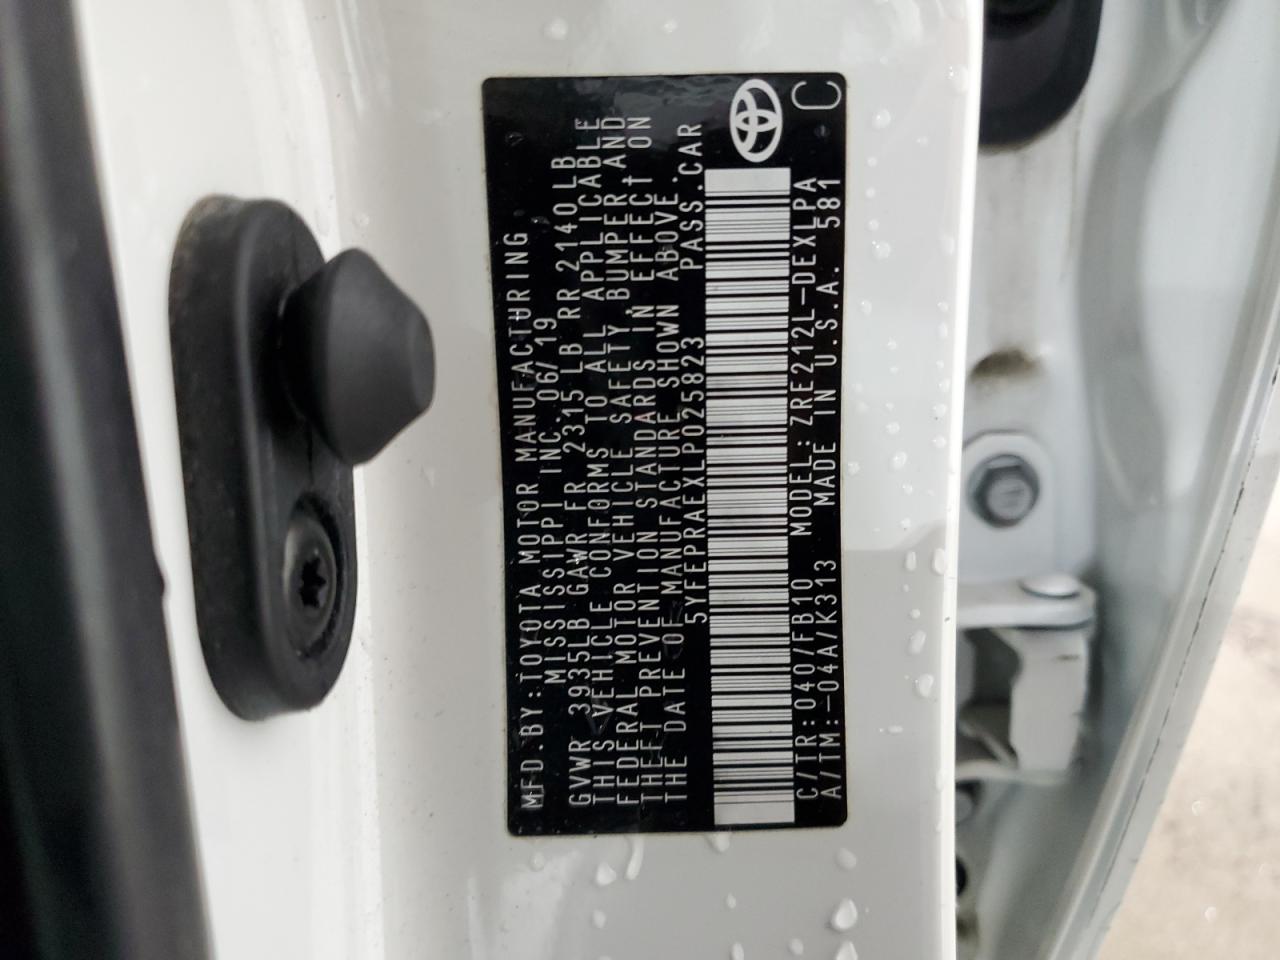 MFD.BY:TOYOTA MOTOR MANUFACTURING
MISSISSIPPI INC. 06/19
GVWR 3935LB GAWR FR 2315LB RR 2140LB
THIS VEHICLE CONFORMS TO ALL APPLICABLE
FEDERAL MOTOR VEHICLE SAFETY, BUMPER AND
THEFT PREVENTION STANDARDS IN EFFECT ON
THE DATE OF MANUFACTURE SHOWN ABOVE.
5YFEPRAEXLP025823 PASS.CAR
C/TR:040/FB10 MODEL:ZRE212L-DEXLPA
A/TM:-04A/K313 MADE IN U.S.A. 581
C